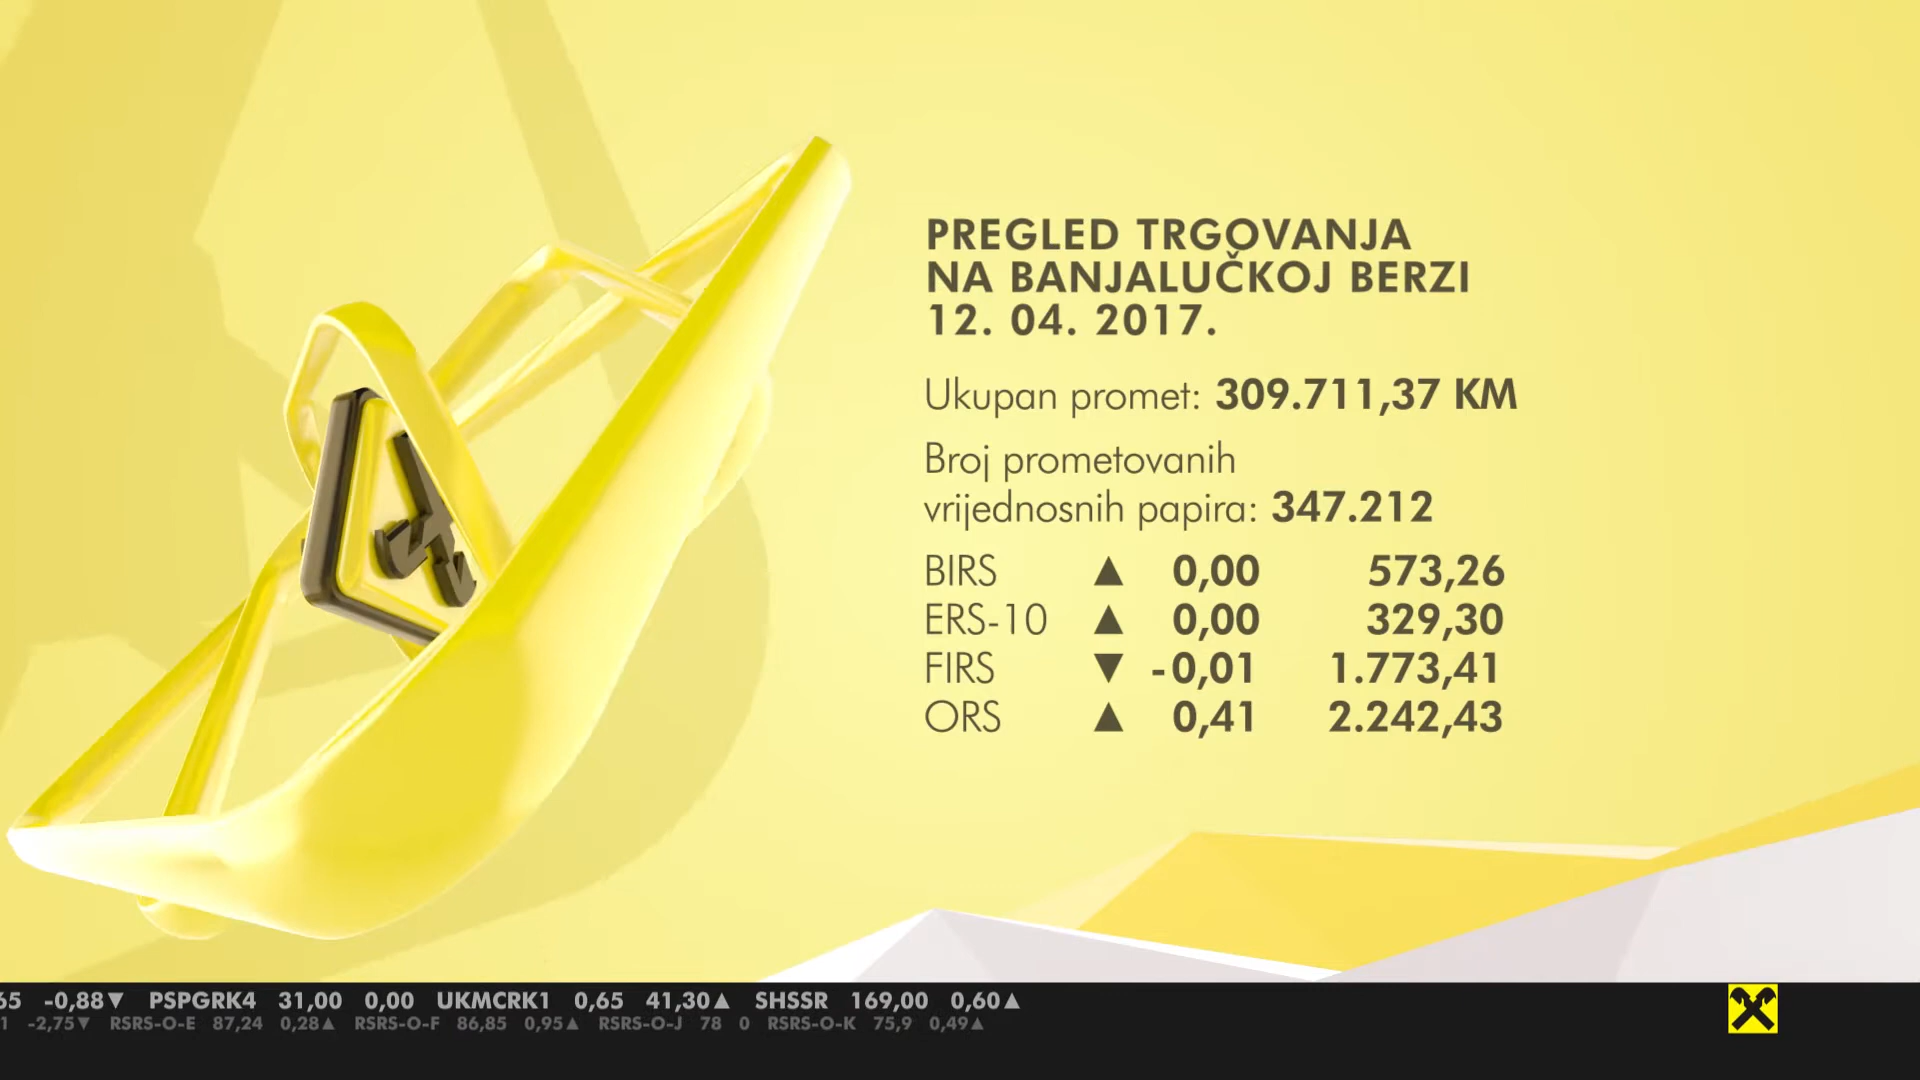 PREGLED TRGOVANJA
NA BANJALUČKOJ BERZI
12. 04. 2017.
Ukupan promet: 309.711,37 KM
Broj prometovanih
vrijednosnih papira: 347.212
BIRS ▲ 0,00 573,26
ERS-10 ▲ 0,00 329,30
FIRS ▼ -0,01 1.773,41
ORS ▲ 0,41 2.242,43
65 -0,88▼ PSPGRK4 31,00 0,00 UKMCRK1 0,65 41,30▲ SHSSR 169,00 0,60▲
1 -2,75▼ RSRS-O-E 87,24 0,28▲ RSRS-O-F 86,85 0,95▲ RSRS-O-J 78 0 RSRS-O-K 75,9 0,49▲